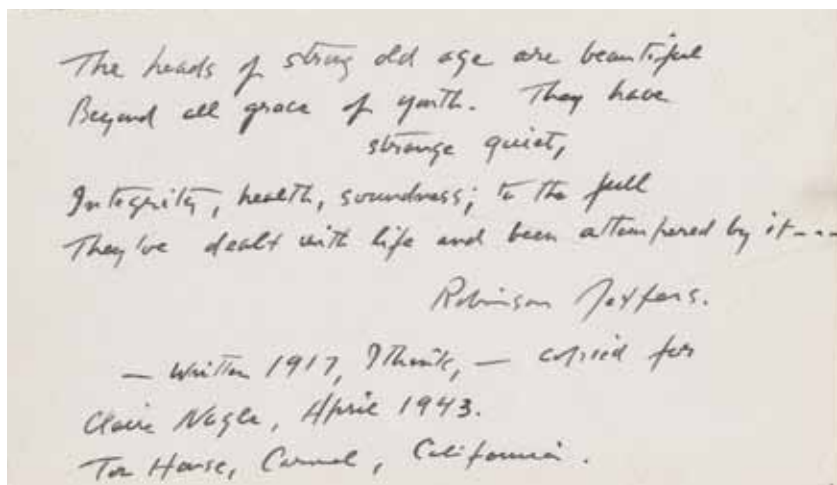 The heads of strong old age are beautiful
Beyond all grace of youth. They have
strange quiet,
Integrity, health, soundness; to the full
They've dealt with life and been attempered by it---
Robinson Jeffers.
— Written 1917, I think, — copied for
Claire Nagle, April 1943.
Tor House, Carmel, California.